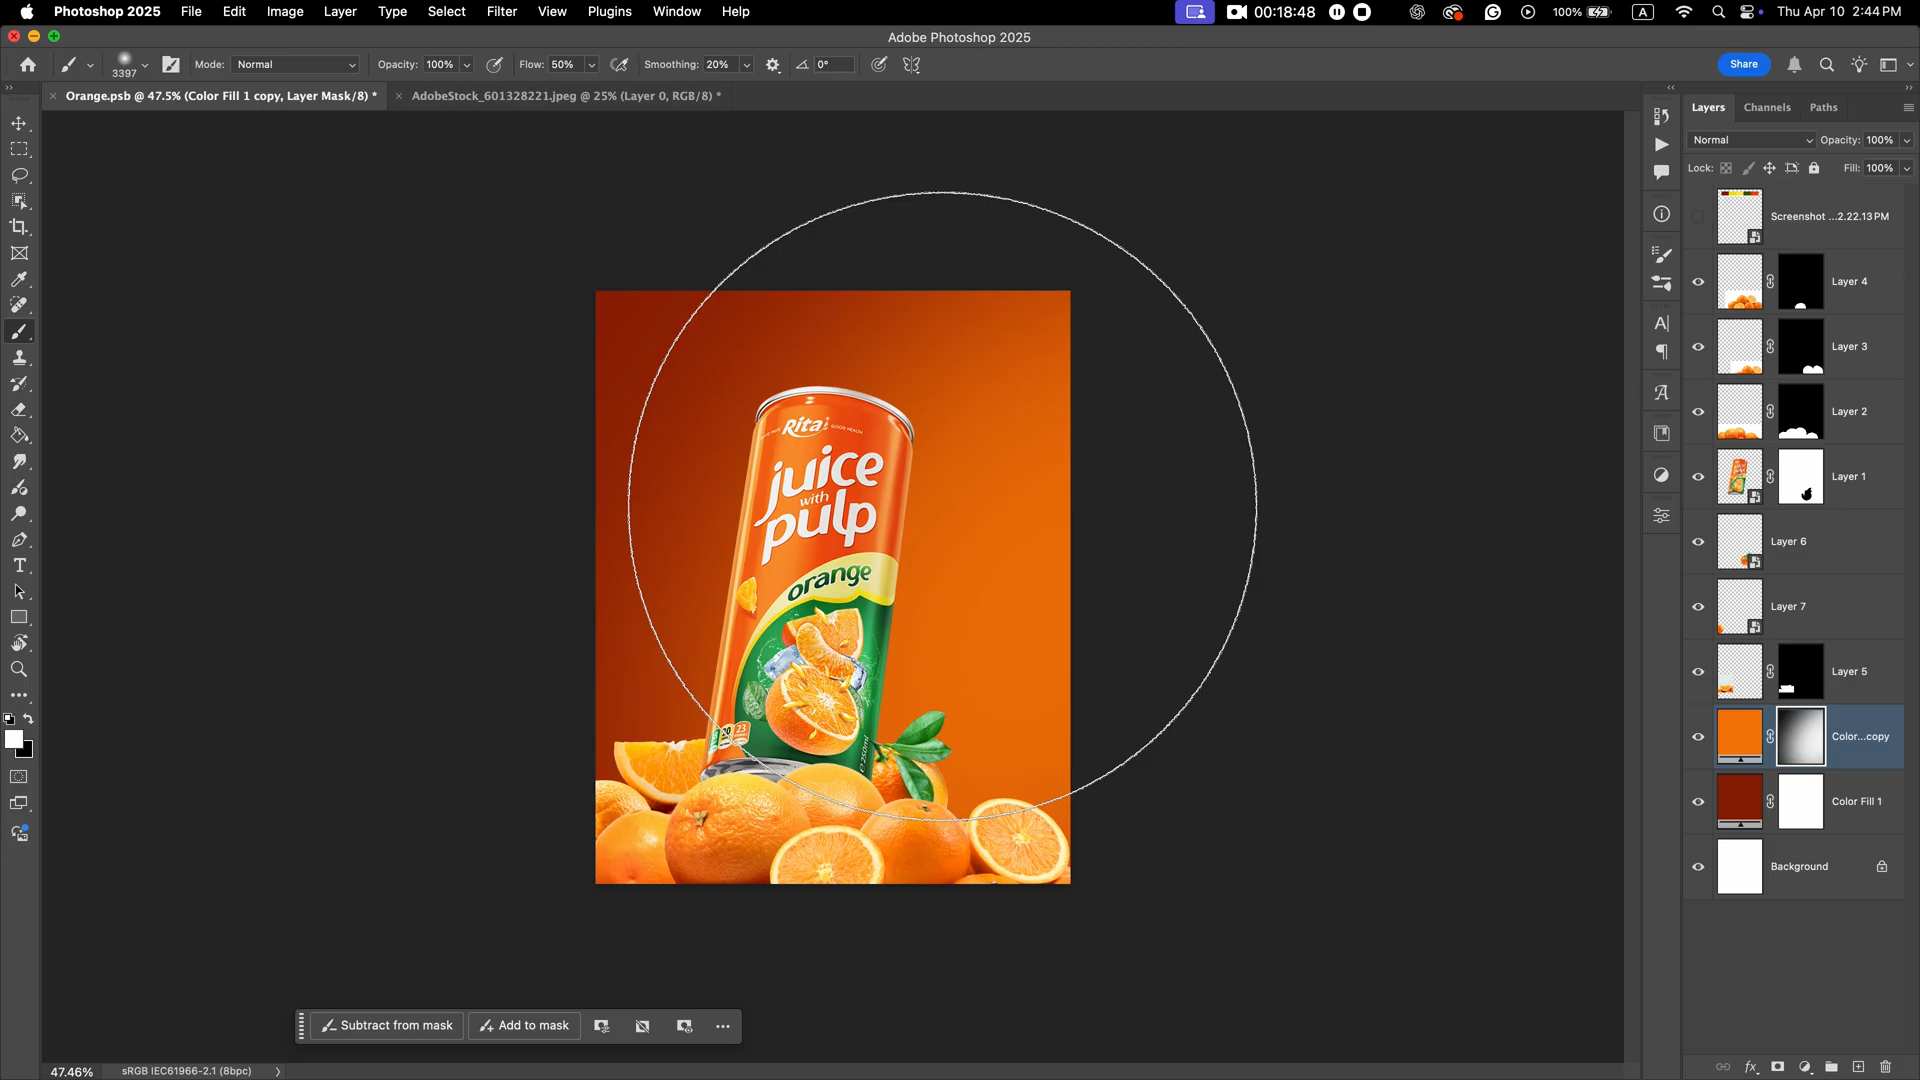 Photoshop 2025 File Edit Image Layer Type Select Filter View Plugins Window Help 00:18:48 100% A Thu Apr 10 2:44 PM
Adobe Photoshop 2025
3397 Mode: Normal Opacity: 100% Flow: 50% Smoothing: 20% 0° Share
Orange.psb @ 47.5% (Color Fill 1 copy, Layer Mask/8) * AdobeStock_601328221.jpeg @ 25% (Layer 0, RGB/8) *
Layers Channels Paths
Normal Opacity: 100%
Lock: Fill: 100%
Screenshot ...2.22.13 PM
Layer 4
Layer 3
Layer 2
Layer 1
Layer 6
Layer 7
Layer 5
Color...copy
Color Fill 1
Background
Rita GOOD HEALTH
juice
with
pulp
orange
20 23
250ml
Subtract from mask Add to mask
47.46% sRGB IEC61966-2.1 (8bpc)